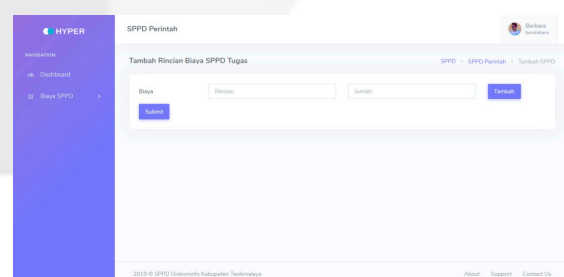 HYPER
SPPD Perintah
Barbara
bendahara
NAVIGATION
Dashboard
Biaya SPPD
Tambah Rincian Biaya SPPD Tugas
SPPD > SPPD Perintah > Tambah SPPD
Biaya Rincian Jumlah Tambah
Submit
2019 © SPPD Diskominfo Kabupaten Tasikmalaya
About Support Contact Us